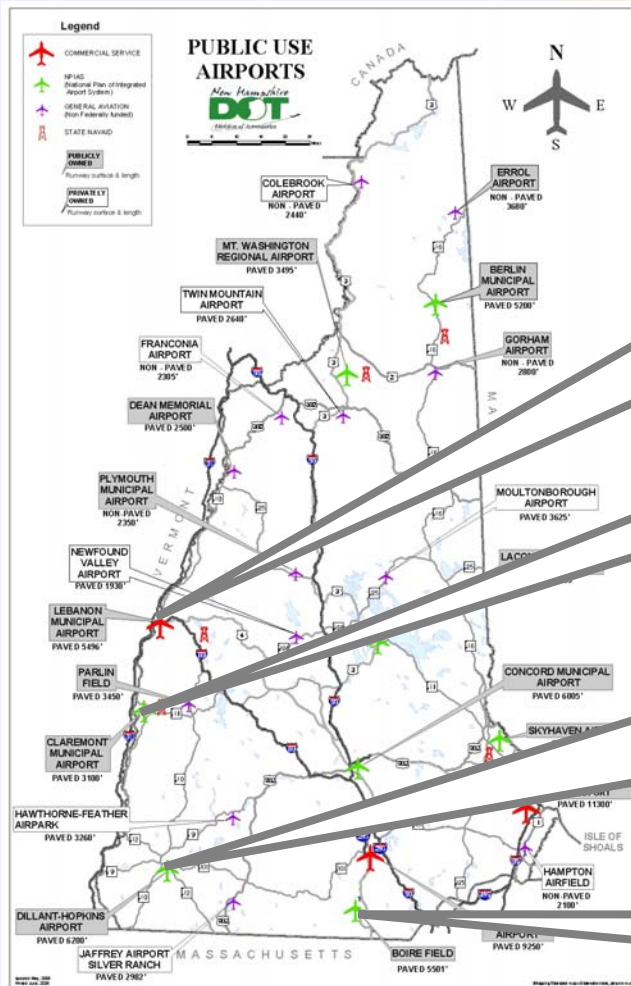 Legend
COMMERCIAL SERVICE
NPIAS
(National Plan of Integrated
Airport System)
GENERAL AVIATION
(Non Federally funded)
STATE NAVAID
PUBLICLY
OWNED
Runway surface & length
PRIVATELY
OWNED
Runway surface & length
PUBLIC USE
AIRPORTS
New Hampshire
DOT
Division of Aeronautics
N
W
E
S
CANADA
COLEBROOK
AIRPORT
NON - PAVED
2440'
ERROL
AIRPORT
NON - PAVED
3680'
MT. WASHINGTON
REGIONAL AIRPORT
PAVED 3495'
BERLIN
MUNICIPAL
AIRPORT
PAVED 5200'
TWIN MOUNTAIN
AIRPORT
PAVED 2640'
FRANCONIA
AIRPORT
NON - PAVED
2305'
GORHAM
AIRPORT
NON - PAVED
2800'
DEAN MEMORIAL
AIRPORT
PAVED 2500'
MA
PLYMOUTH
MUNICIPAL
AIRPORT
NON-PAVED
2350'
VERMONT
MOULTONBOROUGH
AIRPORT
PAVED 3625'
NEWFOUND
VALLEY
AIRPORT
PAVED 1930'
LACON
LEBANON
MUNICIPAL
AIRPORT
PAVED 5496'
PARLIN
FIELD
PAVED 3450'
CONCORD MUNICIPAL
AIRPORT
PAVED 6005'
CLAREMONT
MUNICIPAL
AIRPORT
PAVED 3100'
SKYHAVEN
PAVED 11300'
HAWTHORNE-FEATHER
AIRPARK
PAVED 3260'
ISLE OF
SHOALS
HAMPTON
AIRFIELD
NON-PAVED
2100'
DILLANT-HOPKINS
AIRPORT
PAVED 6200'
AIRPORT
PAVED 9250'
JAFFREY AIRPORT
SILVER RANCH
PAVED 2982'
MASSACHUSETTS
BOIRE FIELD
PAVED 5501'